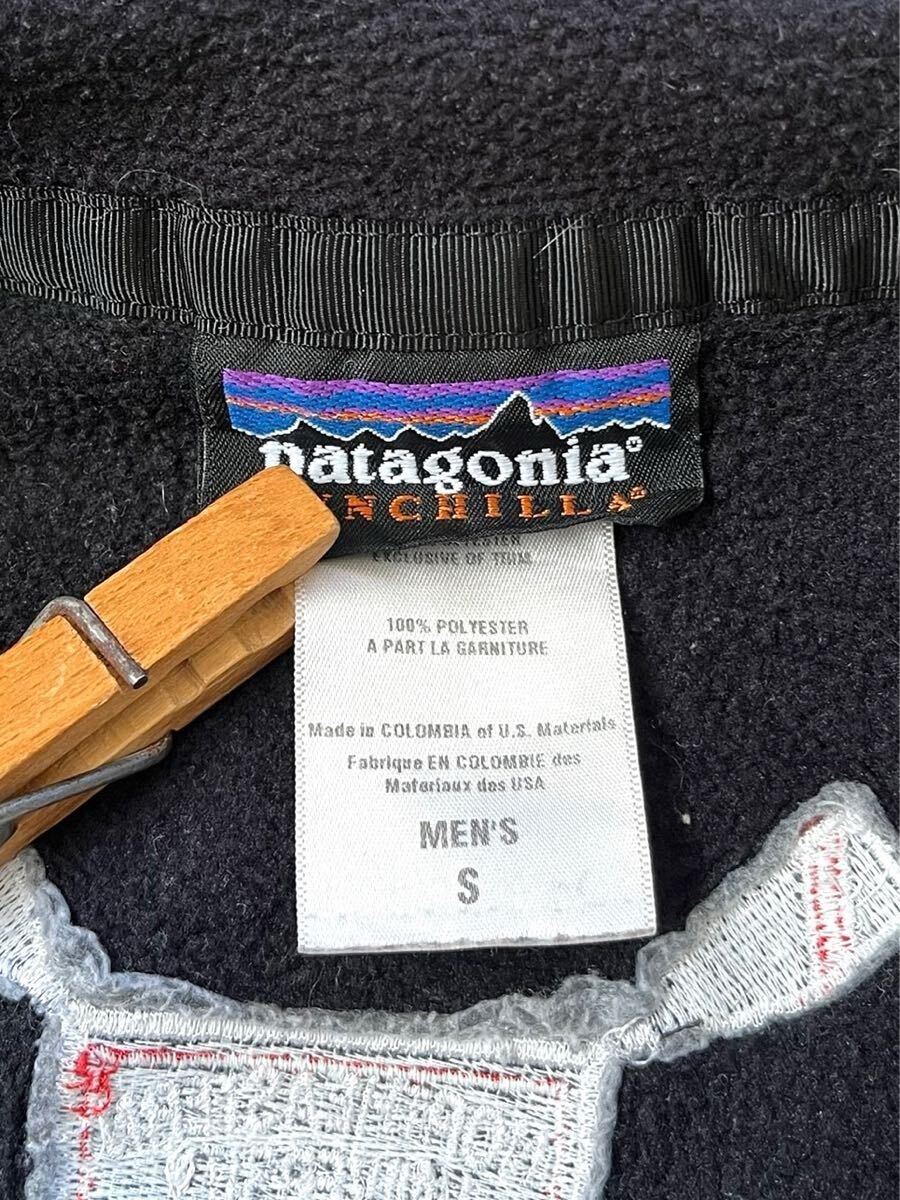 patagonia®
NCHILLA®
EXCLUSIVE OF TRIM
100% POLYESTER
A PART LA GARNITURE
Made in COLOMBIA of U.S. Materials
Fabrique EN COLOMBIE des
Materiaux des USA
MEN'S
S